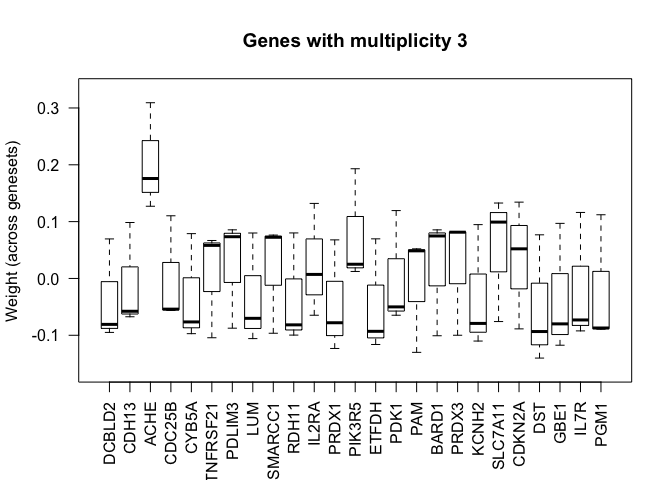 Genes with multiplicity 3
Weight (across genesets)
0.3
0.2
0.1
0.0
-0.1
DCBLD2
CDH13
ACHE
CDC25B
CYB5A
TNFRSF21
PDLIM3
LUM
SMARCC1
RDH11
IL2RA
PRDX1
PIK3R5
ETFDH
PDK1
PAM
BARD1
PRDX3
KCNH2
SLC7A11
CDKN2A
DST
GBE1
IL7R
PGM1